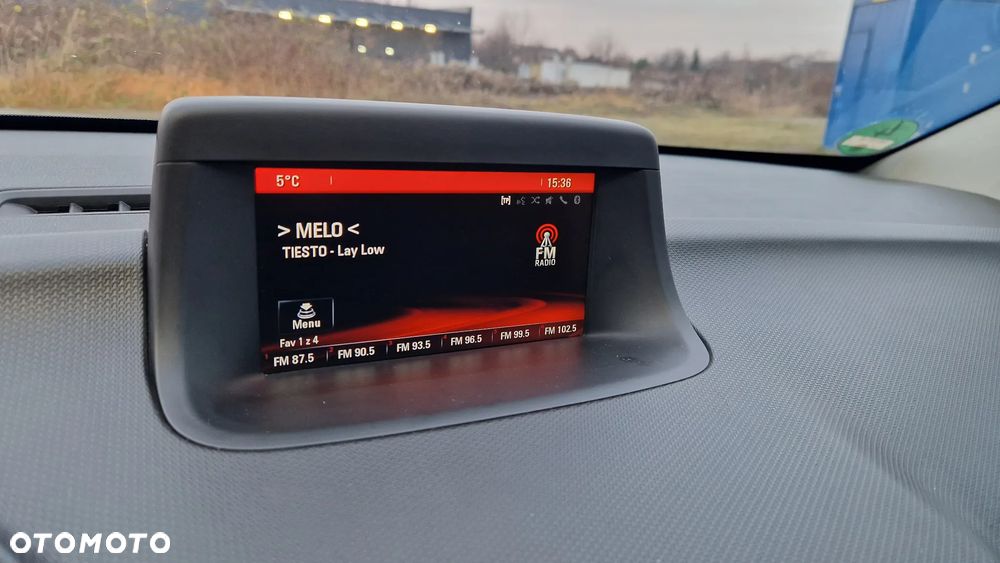 5°C
15:36
[TP]
> MELO <
TIESTO - Lay Low
FM
RADIO
Menu
Fav 1 z 4
FM 87.5
FM 90.5
FM 93.5
FM 96.5
FM 99.5
FM 102.5
OTOMOTO